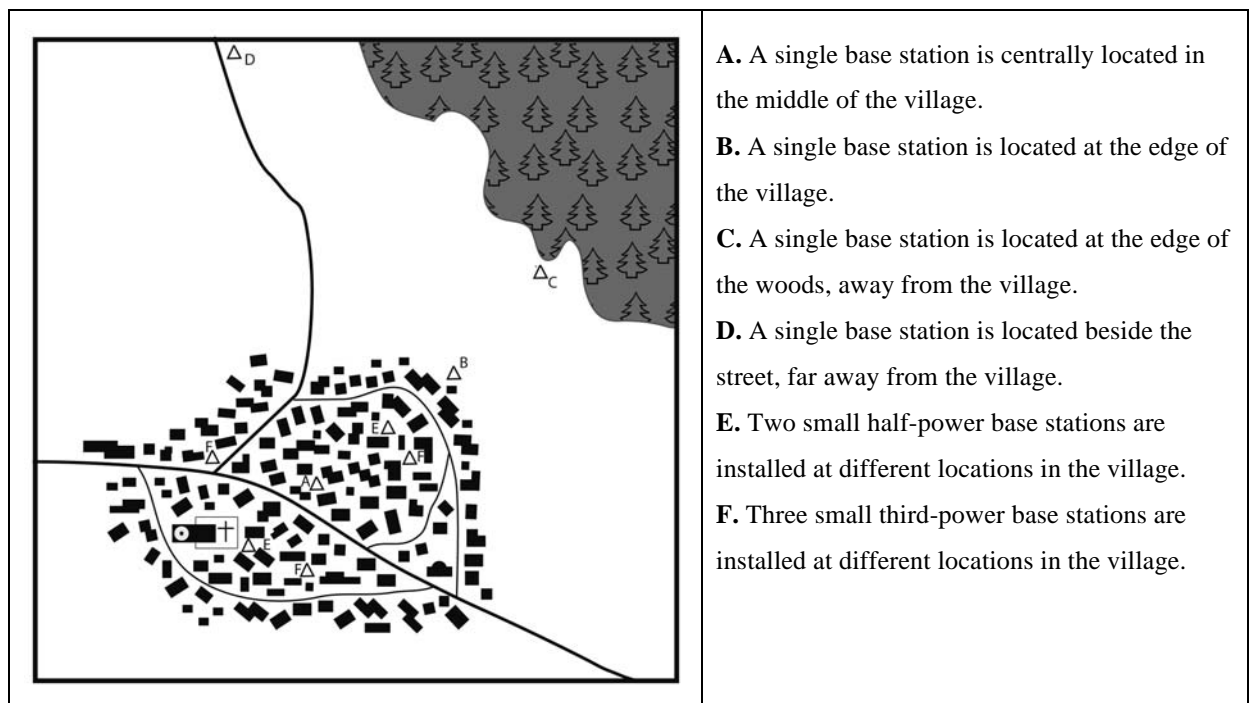 D
C
B
E
F
F
A
E
F
A. A single base station is centrally located in
the middle of the village.
B. A single base station is located at the edge of
the village.
C. A single base station is located at the edge of
the woods, away from the village.
D. A single base station is located beside the
street, far away from the village.
E. Two small half-power base stations are
installed at different locations in the village.
F. Three small third-power base stations are
installed at different locations in the village.